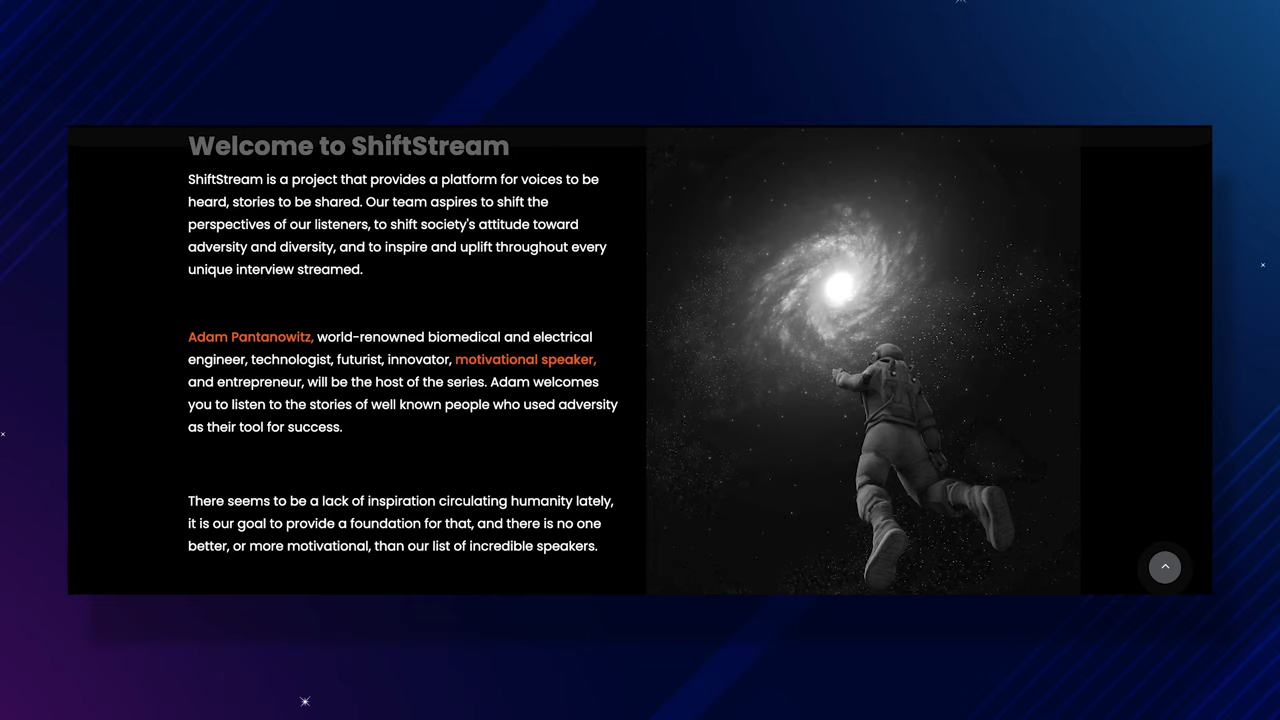 Welcome to ShiftStream
ShiftStream is a project that provides a platform for voices to be
heard, stories to be shared. Our team aspires to shift the
perspectives of our listeners, to shift society's attitude toward
adversity and diversity, and to inspire and uplift throughout every
unique interview streamed.
Adam Pantanowitz, world-renowned biomedical and electrical
engineer, technologist, futurist, innovator, motivational speaker,
and entrepreneur, will be the host of the series. Adam welcomes
you to listen to the stories of well known people who used adversity
as their tool for success.
There seems to be a lack of inspiration circulating humanity lately,
it is our goal to provide a foundation for that, and there is no one
better, or more motivational, than our list of incredible speakers.